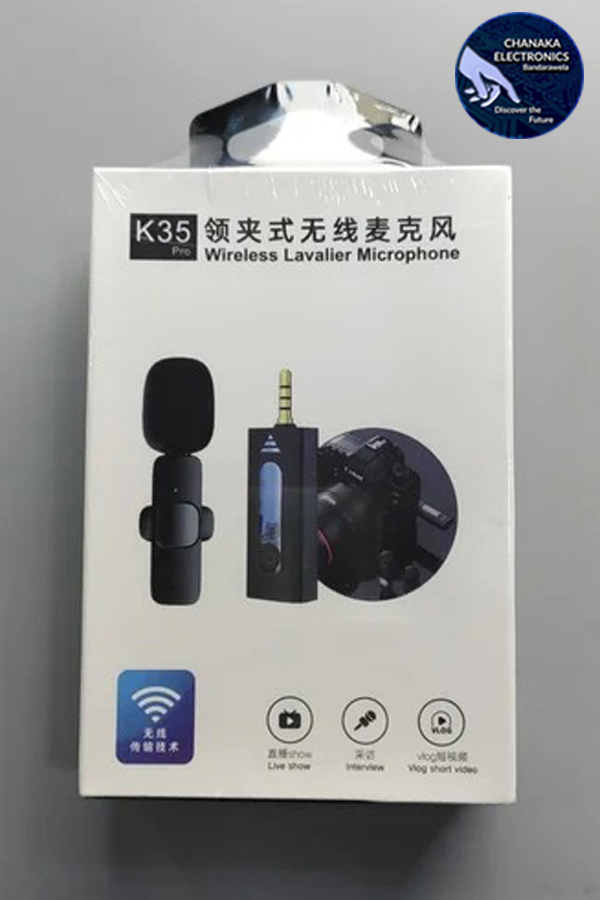 CHANAKA
ELECTRONICS
Bandarawela
Discover the
Future
K35
Pro
领夹式无线麦克风
Wireless Lavalier Microphone
无线
传输技术
直播show
Live show
采访
Interview
VLOG
vlog短视频
Vlog short video